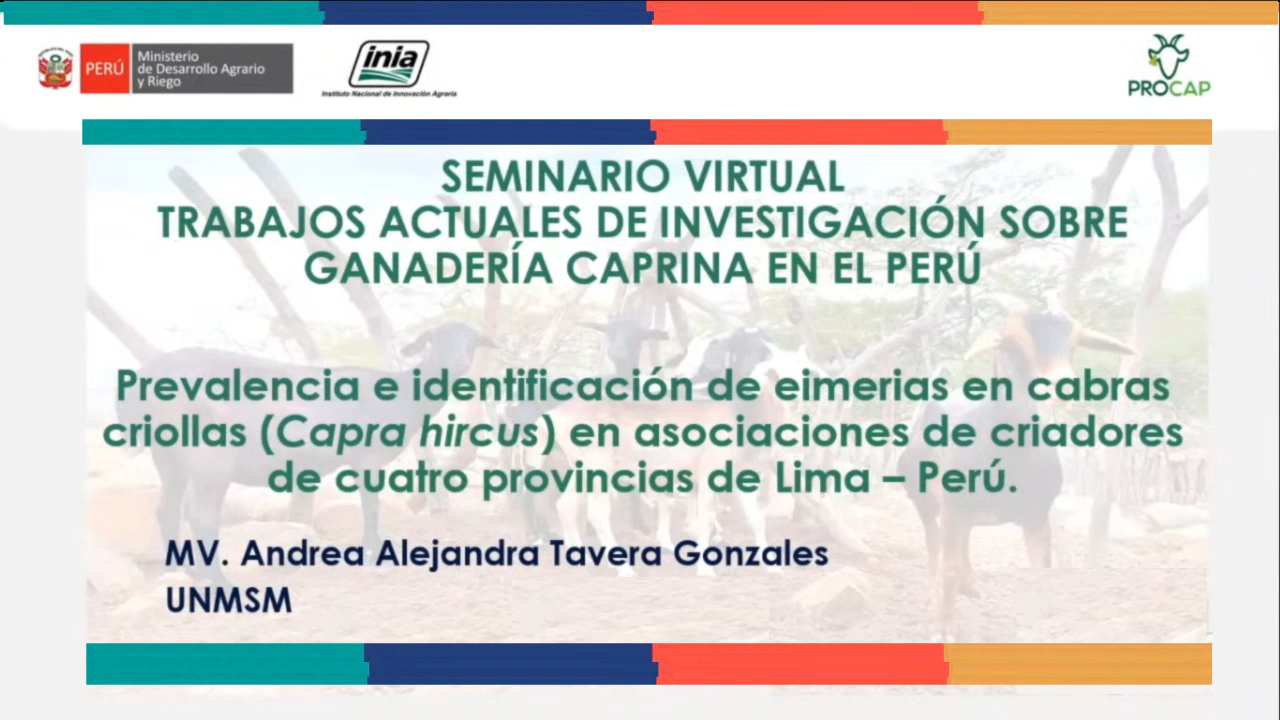 PERÚ
Ministerio
de Desarrollo Agrario
y Riego
inia
Instituto Nacional de Innovación Agraria
PROCAP
SEMINARIO VIRTUAL
TRABAJOS ACTUALES DE INVESTIGACIÓN SOBRE
GANADERÍA CAPRINA EN EL PERÚ
Prevalencia e identificación de eimerias en cabras
criollas (Capra hircus) en asociaciones de criadores
de cuatro provincias de Lima – Perú.
MV. Andrea Alejandra Tavera Gonzales
UNMSM